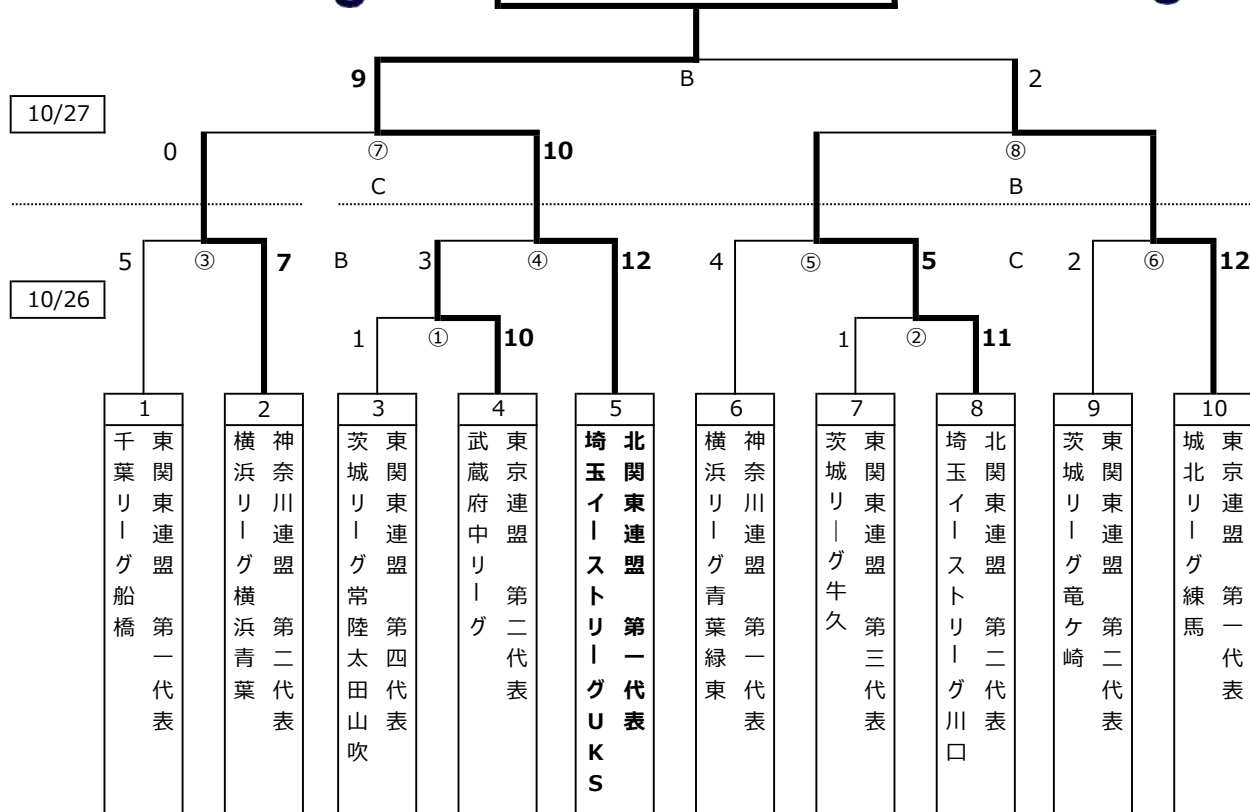 9
B
2
10/27
0
⑦
10
⑧
C
B
5
③
7
B
3
④
12
4
⑤
5
C
2
⑥
12
10/26
1
①
10
1
②
11
1
東関東連盟　第一代表
千葉リーグ船橋
2
神奈川連盟　第二代表
横浜リーグ横浜青葉
3
東関東連盟　第四代表
茨城リーグ常陸太田山吹
4
東京連盟　第二代表
武蔵府中リーグ
5
北関東連盟　第一代表
埼玉イーストリーグUKS
6
神奈川連盟　第一代表
横浜リーグ青葉緑東
7
東関東連盟　第三代表
茨城リ―グ牛久
8
北関東連盟　第二代表
埼玉イーストリーグ川口
9
東関東連盟　第二代表
茨城リーグ竜ケ崎
10
東京連盟　第一代表
城北リーグ練馬